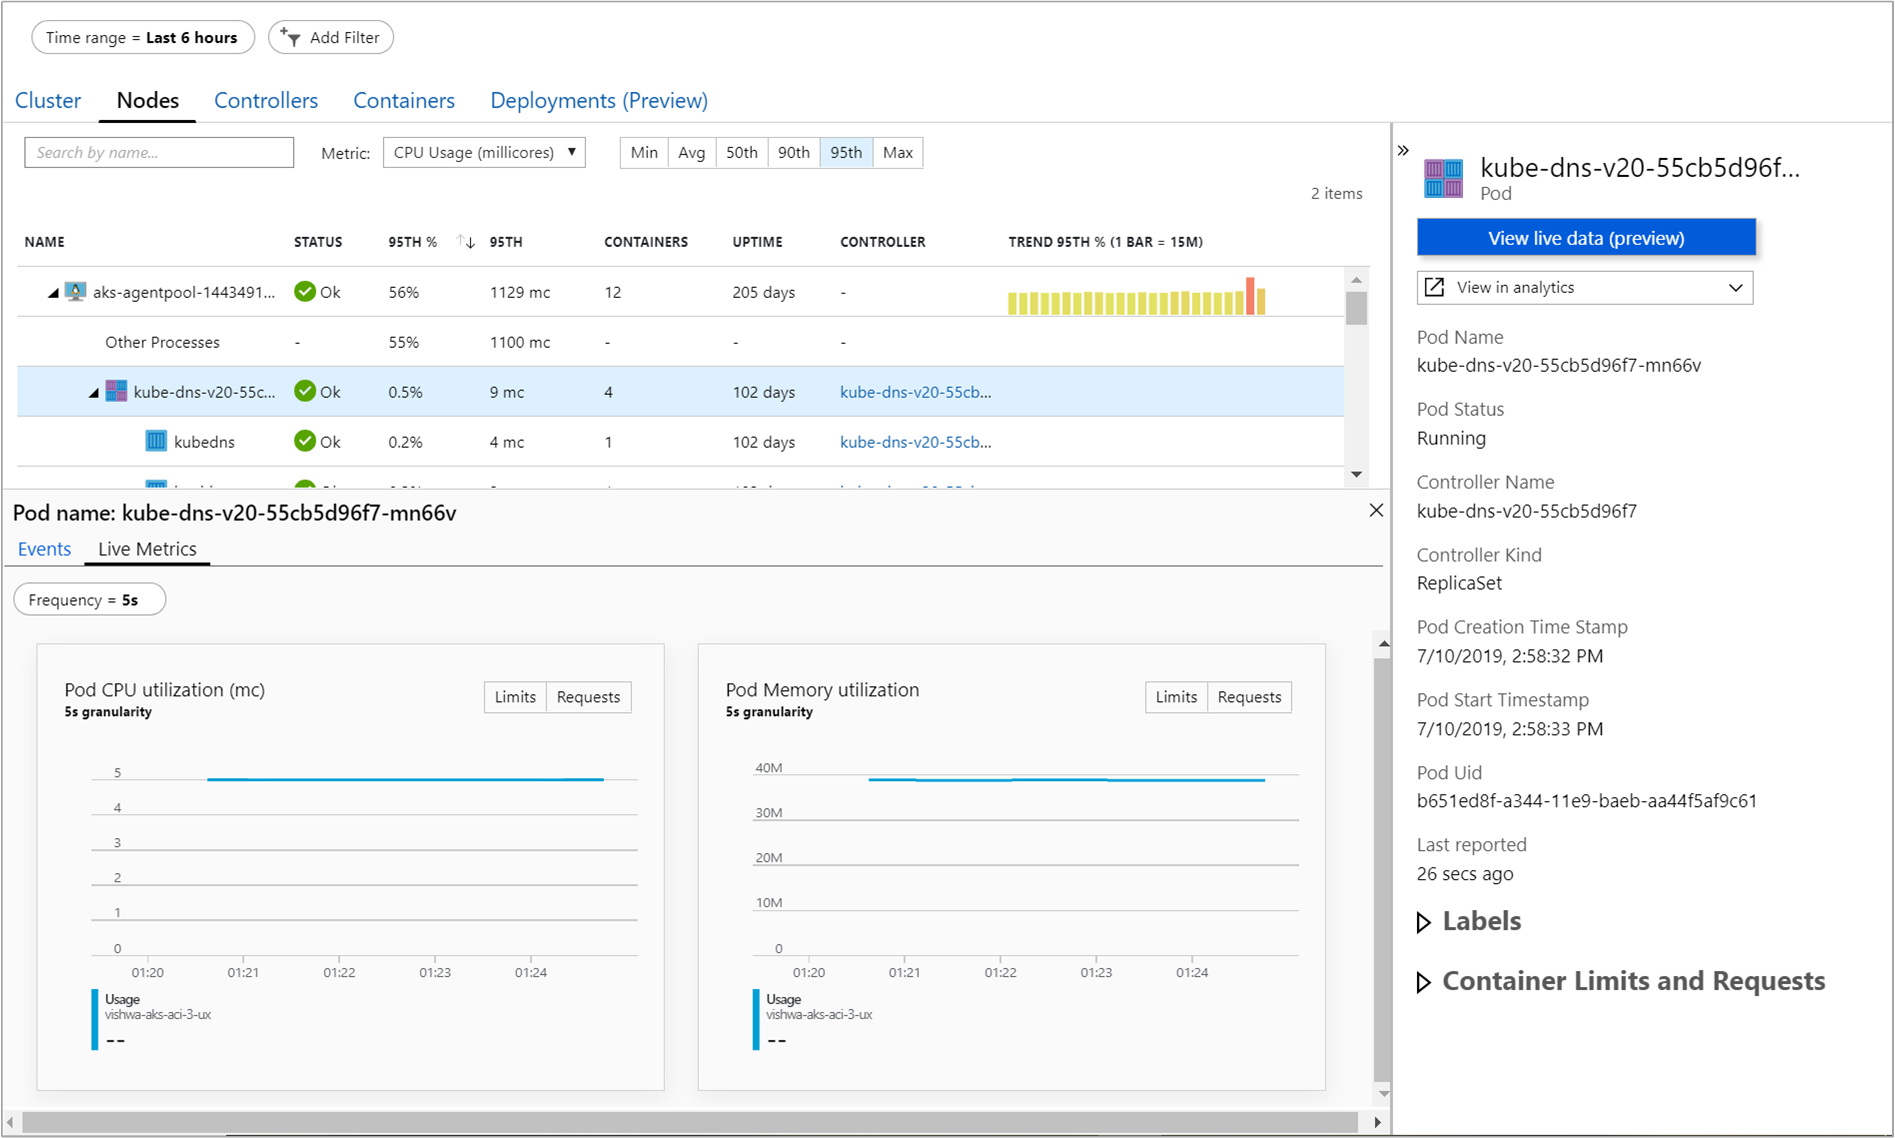 Time range = Last 6 hours
Add Filter
Cluster Nodes Controllers Containers Deployments (Preview)
Search by name...
Metric: CPU Usage (millicores)
Min Avg 50th 90th 95th Max
2 items
NAME STATUS 95TH % 95TH CONTAINERS UPTIME CONTROLLER TREND 95TH % (1 BAR = 15M)
aks-agentpool-1443491... Ok 56% 1129 mc 12 205 days -
Other Processes - 55% 1100 mc - - -
kube-dns-v20-55c... Ok 0.5% 9 mc 4 102 days kube-dns-v20-55cb...
kubedns Ok 0.2% 4 mc 1 102 days kube-dns-v20-55cb...
Pod name: kube-dns-v20-55cb5d96f7-mn66v
Events Live Metrics
Frequency = 5s
Pod CPU utilization (mc)
5s granularity
Limits Requests
5
4
3
2
1
0
01:20 01:21 01:22 01:23 01:24
Usage
vishwa-aks-aci-3-ux
--
Pod Memory utilization
5s granularity
Limits Requests
40M
30M
20M
10M
0
01:20 01:21 01:22 01:23 01:24
Usage
vishwa-aks-aci-3-ux
--
kube-dns-v20-55cb5d96f...
Pod
View live data (preview)
View in analytics
Pod Name
kube-dns-v20-55cb5d96f7-mn66v
Pod Status
Running
Controller Name
kube-dns-v20-55cb5d96f7
Controller Kind
ReplicaSet
Pod Creation Time Stamp
7/10/2019, 2:58:32 PM
Pod Start Timestamp
7/10/2019, 2:58:33 PM
Pod Uid
b651ed8f-a344-11e9-baeb-aa44f5af9c61
Last reported
26 secs ago
Labels
Container Limits and Requests